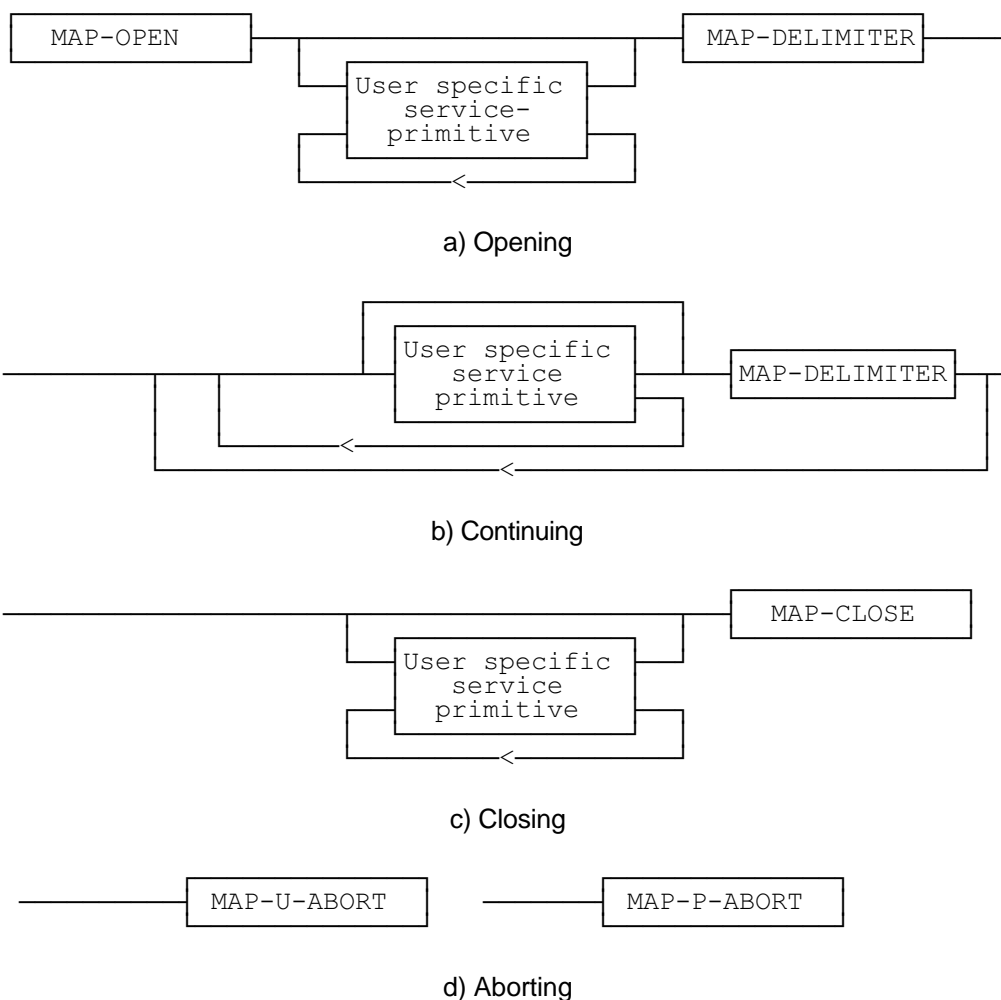 MAP-OPEN
MAP-DELIMITER
User specific
service-
primitive
<
a) Opening
User specific
service
primitive
MAP-DELIMITER
<
<
b) Continuing
MAP-CLOSE
User specific
service
primitive
<
c) Closing
MAP-U-ABORT
MAP-P-ABORT
d) Aborting